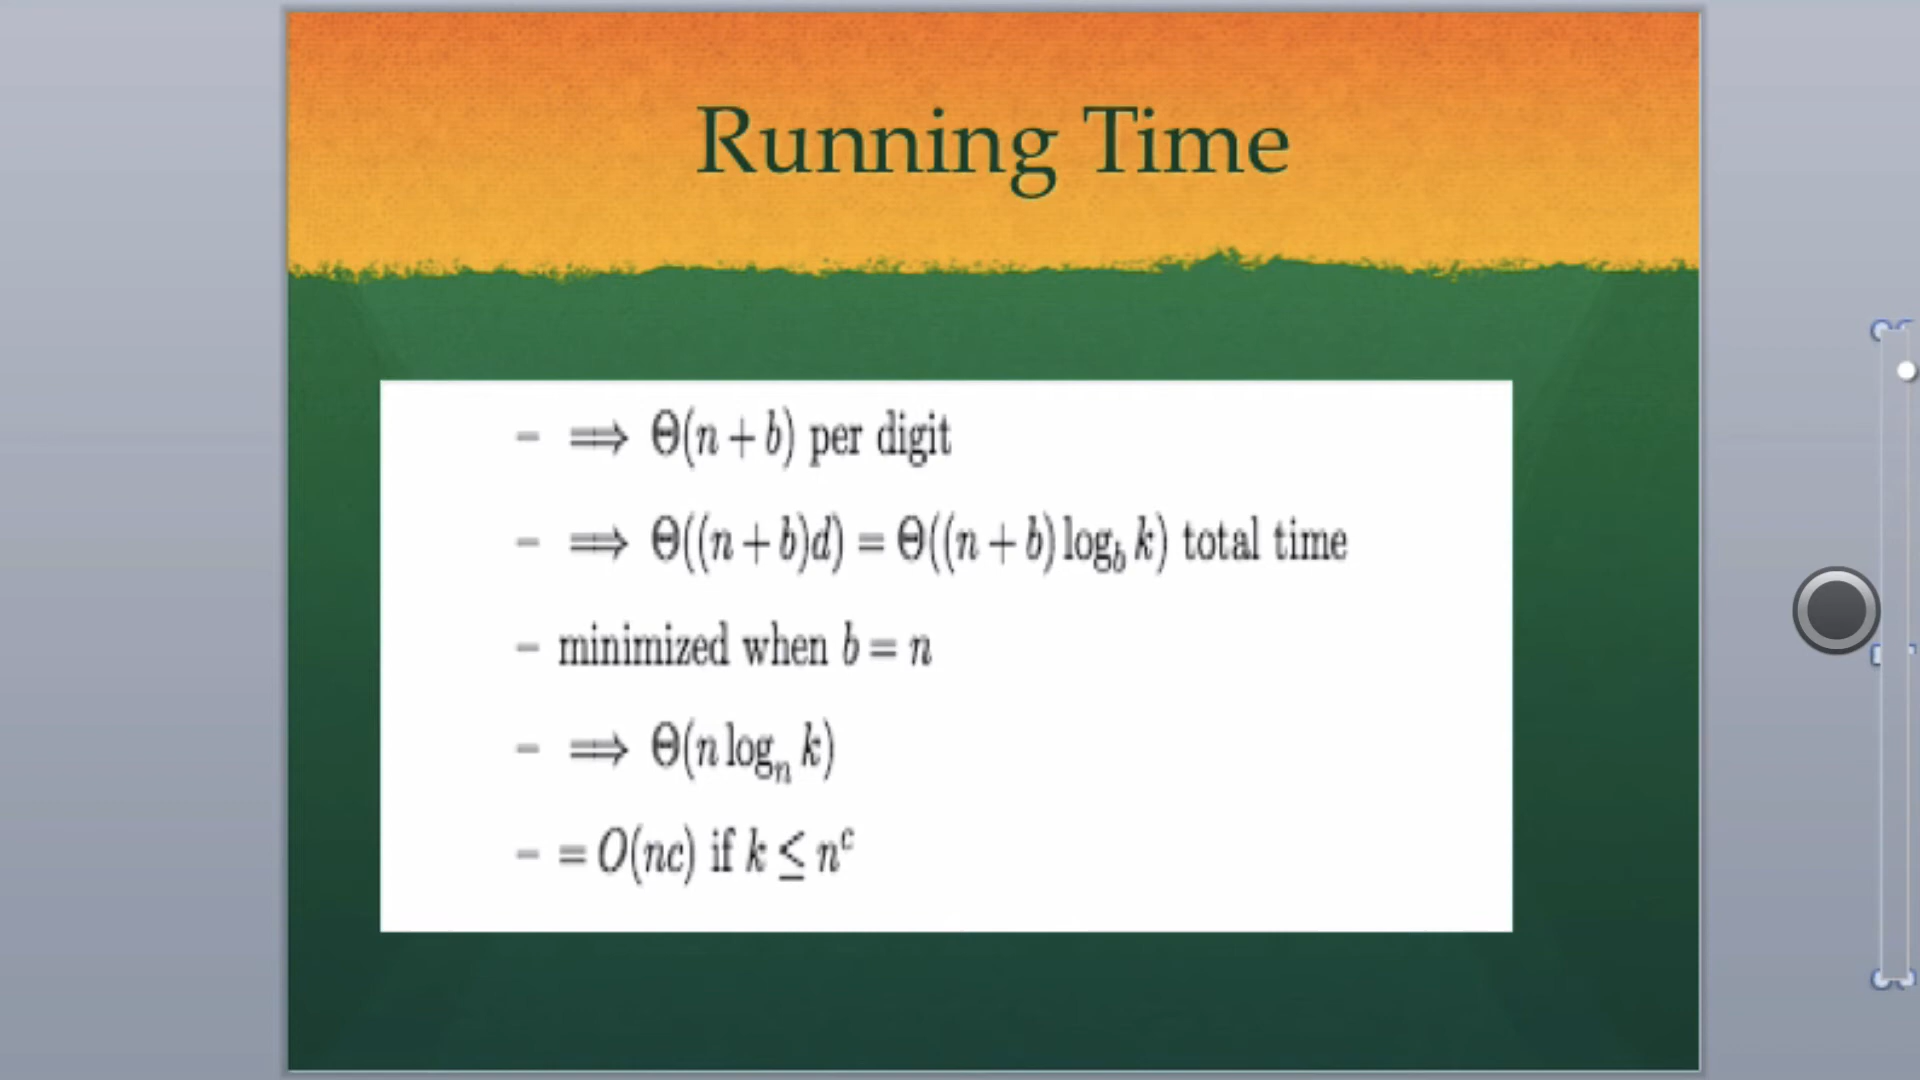 Running Time
– ⟹ Θ(n + b) per digit
– ⟹ Θ((n + b)d) = Θ((n + b) log_b k) total time
– minimized when b = n
– ⟹ Θ(n log_n k)
– = O(nc) if k ≤ n^c